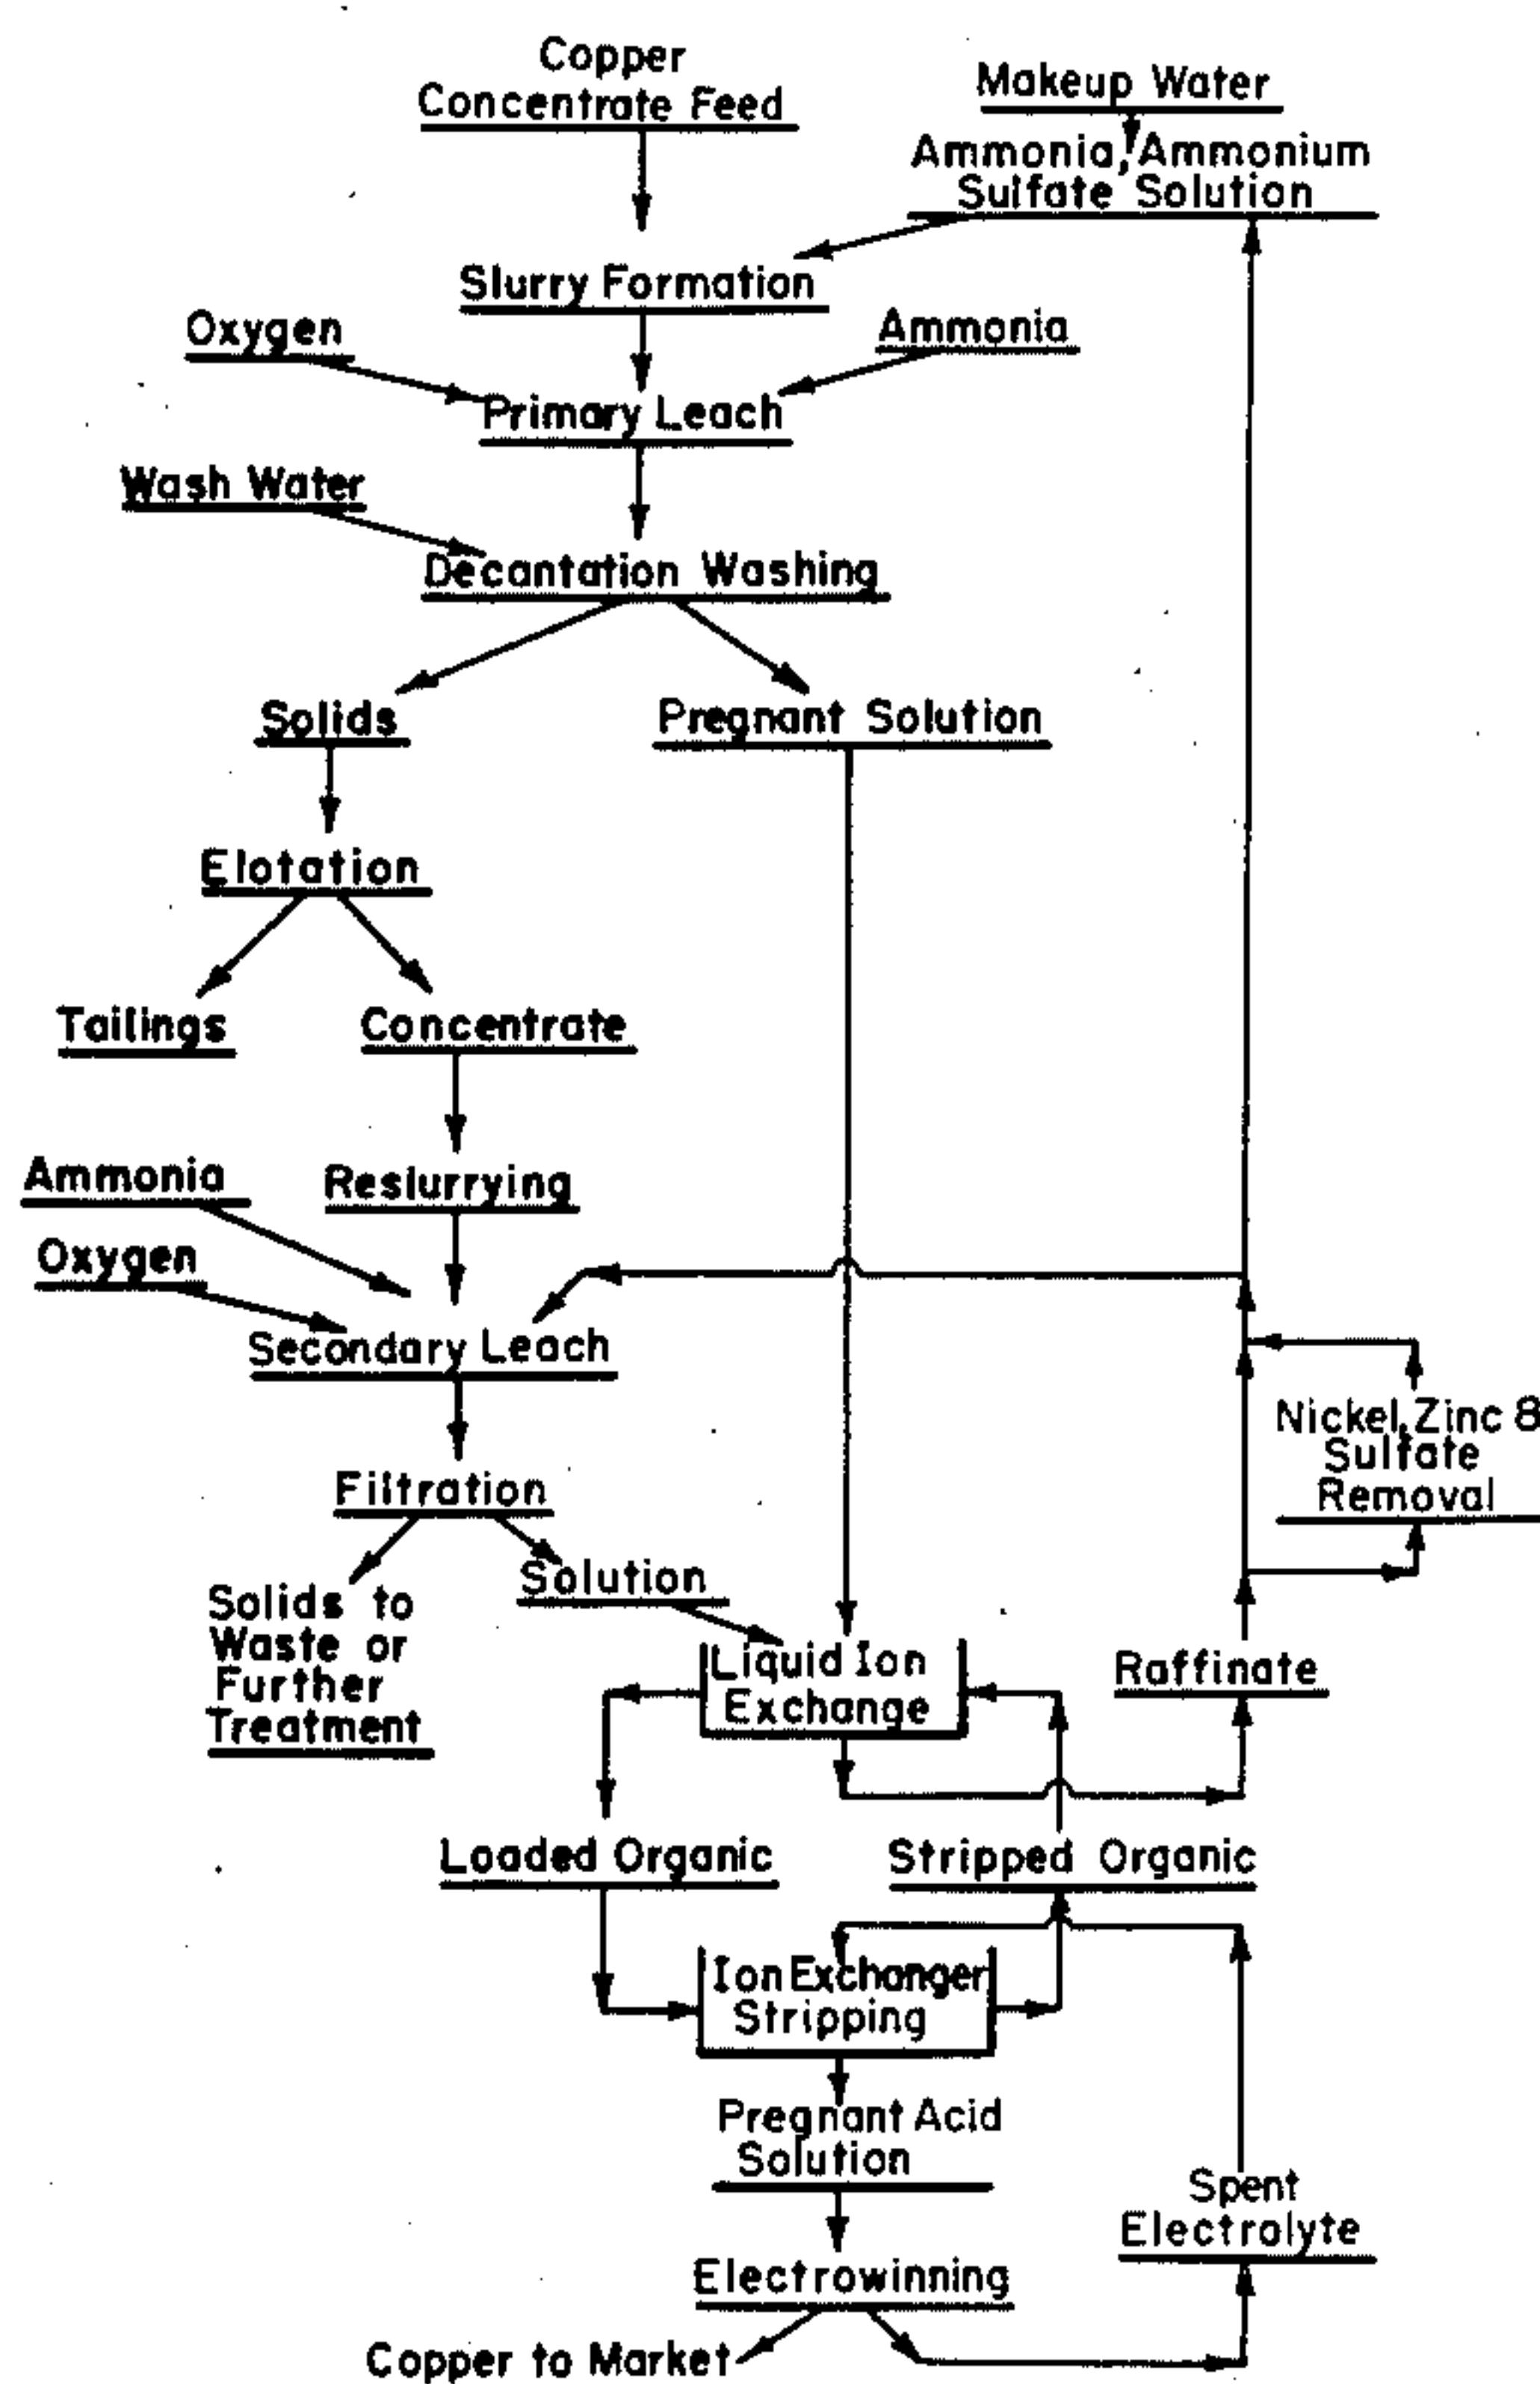 Copper
Concentrate Feed
Makeup Water
Ammonia, Ammonium
Sulfate Solution
Slurry Formation
Oxygen
Ammonia
Primary Leach
Wash Water
Decantation Washing
Solids
Pregnant Solution
Elotation
Tailings
Concentrate
Ammonia
Reslurrying
Oxygen
Secondary Leach
Nickel, Zinc &
Sulfate
Removal
Filtration
Solution
Solids to
Waste or
Further
Treatment
Liquid Ion
Exchange
Raffinate
Loaded Organic
Stripped Organic
Ion Exchanger
Stripping
Pregnant Acid
Solution
Spent
Electrolyte
Electrowinning
Copper to Market